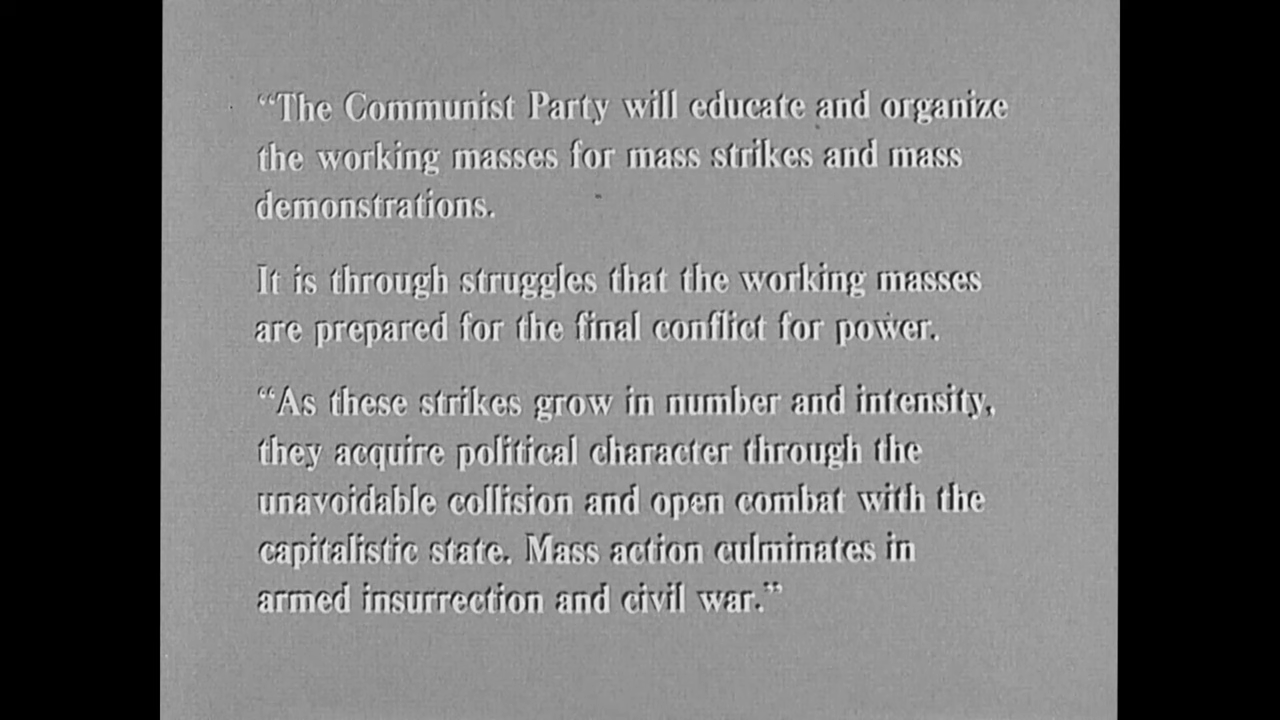 “The Communist Party will educate and organize
the working masses for mass strikes and mass
demonstrations.
It is through struggles that the working masses
are prepared for the final conflict for power.
“As these strikes grow in number and intensity,
they acquire political character through the
unavoidable collision and open combat with the
capitalistic state. Mass action culminates in
armed insurrection and civil war.”